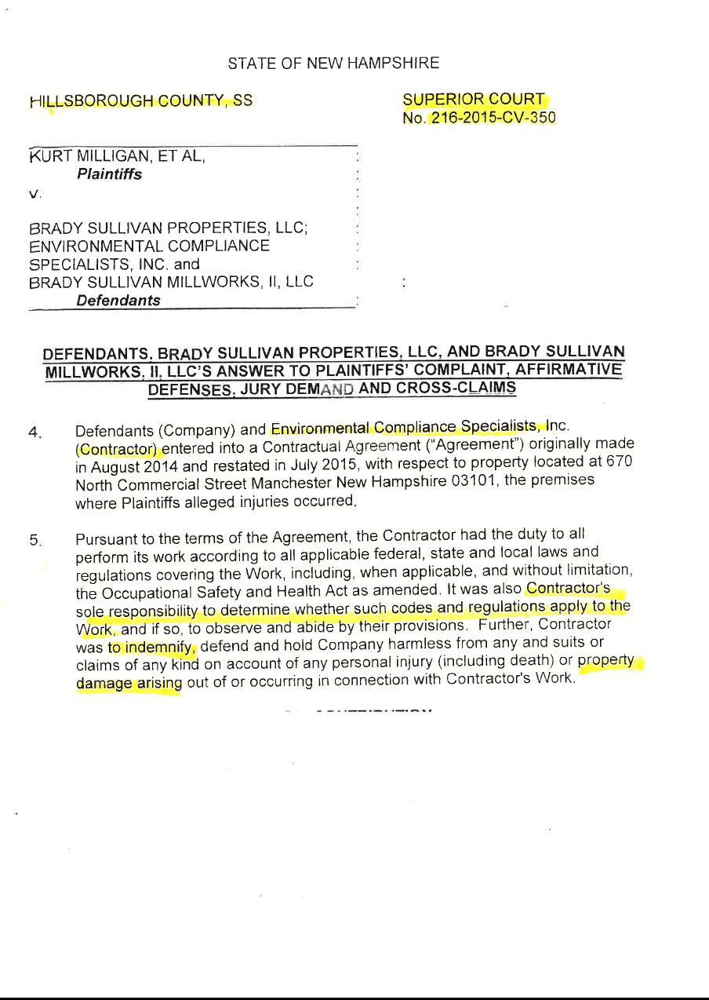 STATE OF NEW HAMPSHIRE
HILLSBOROUGH COUNTY, SS
SUPERIOR COURT
No. 216-2015-CV-350
KURT MILLIGAN, ET AL,
Plaintiffs
v.
BRADY SULLIVAN PROPERTIES, LLC;
ENVIRONMENTAL COMPLIANCE
SPECIALISTS, INC. and
BRADY SULLIVAN MILLWORKS, II, LLC
Defendants
DEFENDANTS, BRADY SULLIVAN PROPERTIES, LLC, AND BRADY SULLIVAN
MILLWORKS, II, LLC'S ANSWER TO PLAINTIFFS' COMPLAINT, AFFIRMATIVE
DEFENSES, JURY DEMAND AND CROSS-CLAIMS
4. Defendants (Company) and Environmental Compliance Specialists, Inc.
(Contractor) entered into a Contractual Agreement ("Agreement") originally made
in August 2014 and restated in July 2015, with respect to property located at 670
North Commercial Street Manchester New Hampshire 03101, the premises
where Plaintiffs alleged injuries occurred.
5. Pursuant to the terms of the Agreement, the Contractor had the duty to all
perform its work according to all applicable federal, state and local laws and
regulations covering the Work, including, when applicable, and without limitation,
the Occupational Safety and Health Act as amended. It was also Contractor's
sole responsibility to determine whether such codes and regulations apply to the
Work, and if so, to observe and abide by their provisions. Further, Contractor
was to indemnify, defend and hold Company harmless from any and suits or
claims of any kind on account of any personal injury (including death) or property
damage arising out of or occurring in connection with Contractor's Work.